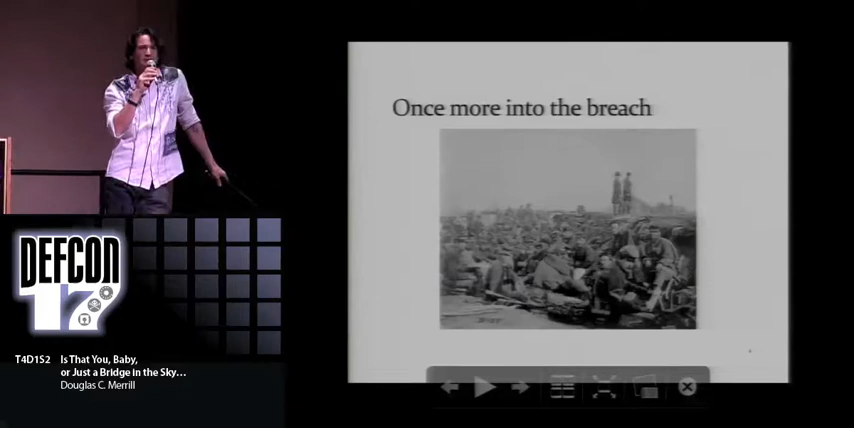 Once more into the breach
DEFCON
17
T4D1S2 Is That You, Baby,
or Just a Bridge in the Sky...
Douglas C. Merrill